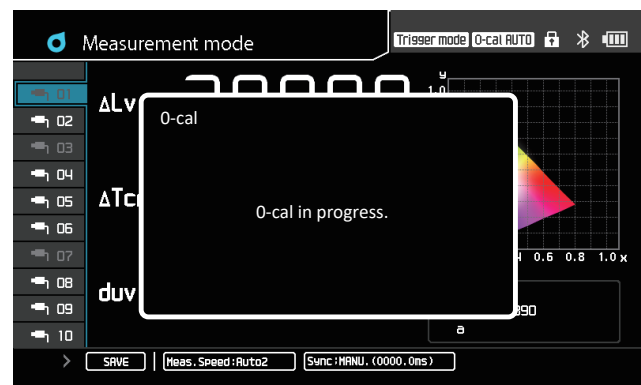 Measurement mode
Trigger mode 0-cal AUTO
01
02
03
04
05
06
07
08
09
10
ΔLv
duv
0-cal
0-cal in progress.
y
1.0
0.6 0.8 1.0 x
a
SAVE
Meas.Speed:Auto2
Sync:MANU.(0000.0ms)
>